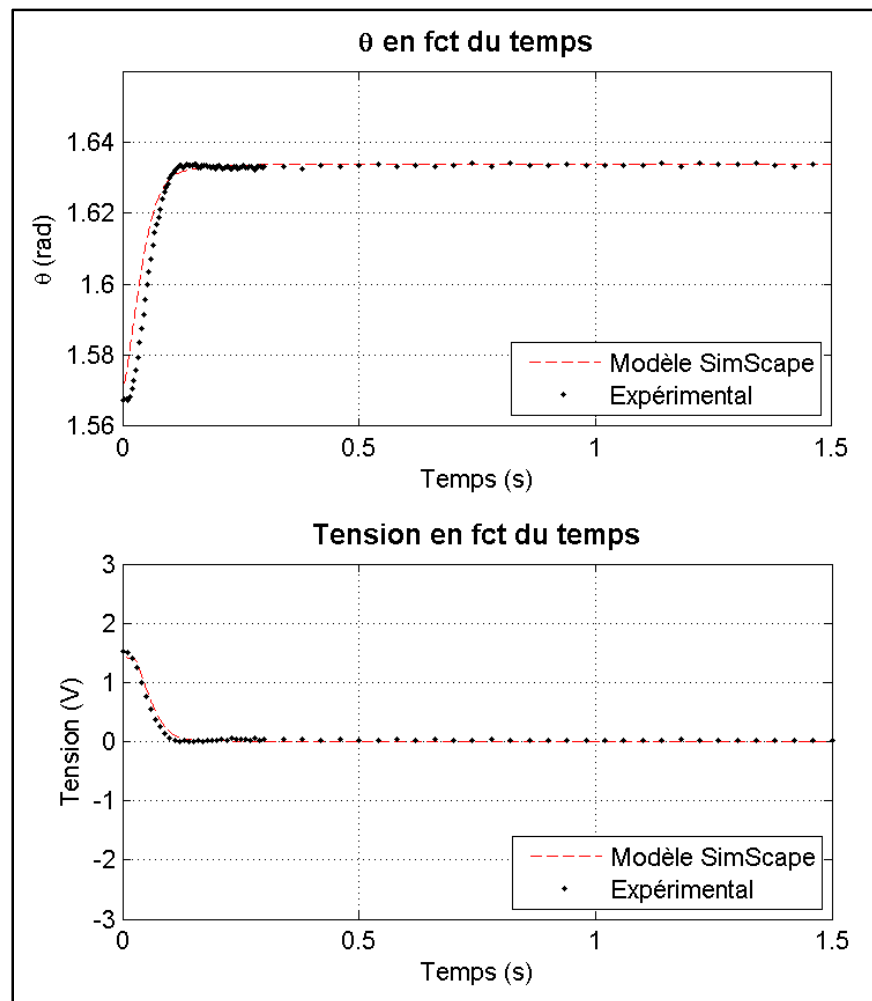 θ en fct du temps
1.64
1.62
1.6
1.58
1.56
θ (rad)
Modèle SimScape
Expérimental
0
0.5
1
1.5
Temps (s)
Tension en fct du temps
3
2
1
0
-1
-2
-3
Tension (V)
Modèle SimScape
Expérimental
0
0.5
1
1.5
Temps (s)